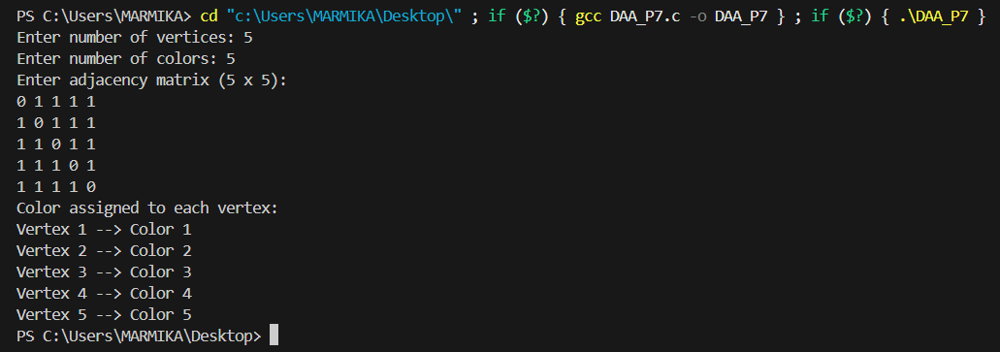 PS C:\Users\MARMIKA> cd "c:\Users\MARMIKA\Desktop\" ; if ($?) { gcc DAA_P7.c -o DAA_P7 } ; if ($?) { .\DAA_P7 }
Enter number of vertices: 5
Enter number of colors: 5
Enter adjacency matrix (5 x 5):
0 1 1 1 1
1 0 1 1 1
1 1 0 1 1
1 1 1 0 1
1 1 1 1 0
Color assigned to each vertex:
Vertex 1 --> Color 1
Vertex 2 --> Color 2
Vertex 3 --> Color 3
Vertex 4 --> Color 4
Vertex 5 --> Color 5
PS C:\Users\MARMIKA\Desktop>